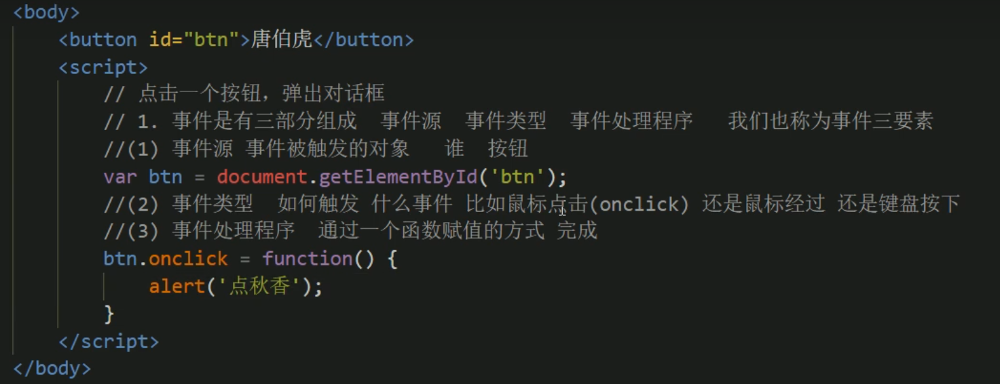 <body>
<button id="btn">唐伯虎</button>
<script>
// 点击一个按钮，弹出对话框
// 1. 事件是有三部分组成  事件源  事件类型  事件处理程序   我们也称为事件三要素
//(1) 事件源 事件被触发的对象   谁  按钮
var btn = document.getElementById('btn');
//(2) 事件类型  如何触发 什么事件 比如鼠标点击(onclick) 还是鼠标经过 还是键盘按下
//(3) 事件处理程序  通过一个函数赋值的方式 完成
btn.onclick = function() {
alert('点秋香');
}
</script>
</body>